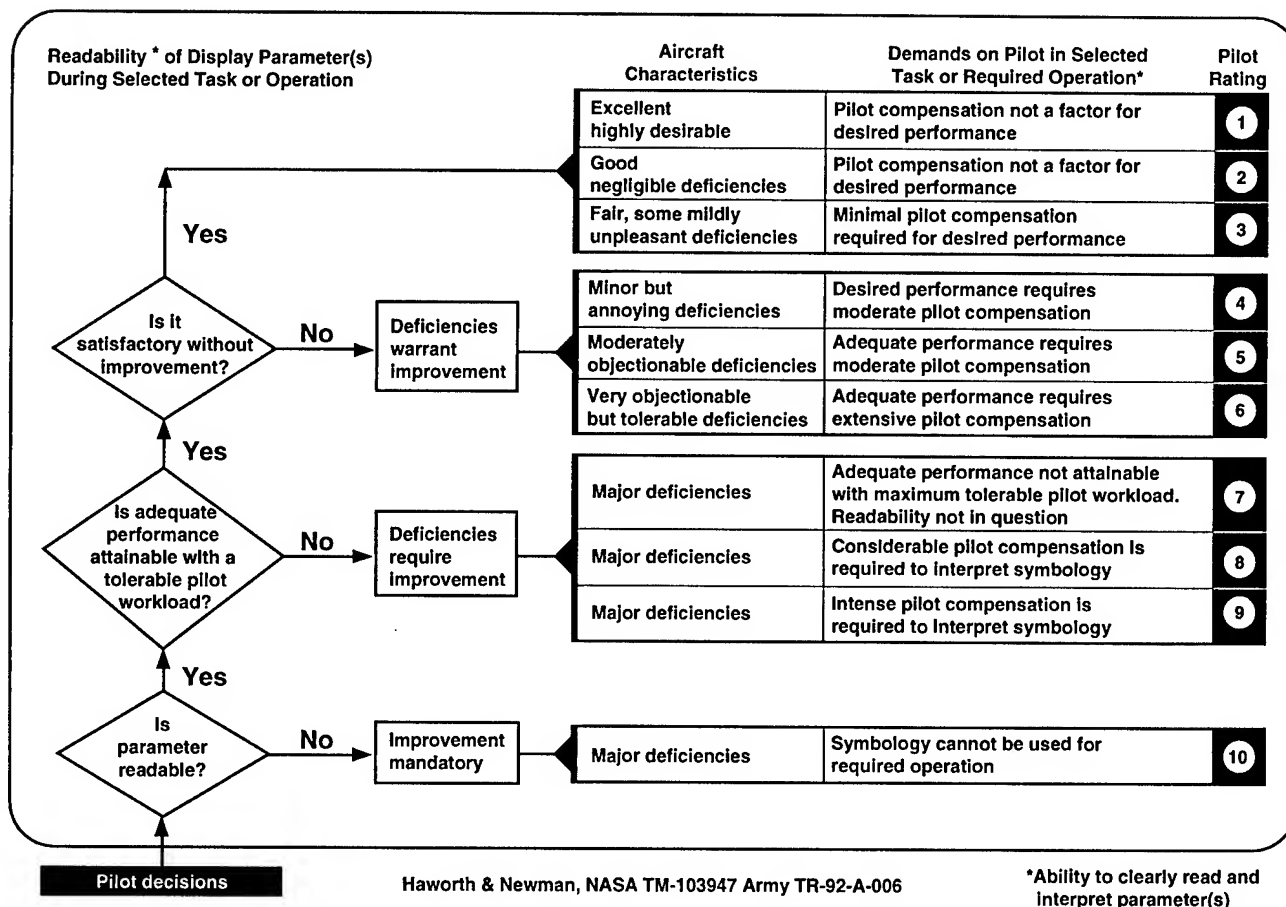 Readability * of Display Parameter(s)
During Selected Task or Operation
Aircraft
Characteristics
Demands on Pilot in Selected
Task or Required Operation*
Pilot
Rating
Excellent
highly desirable
Pilot compensation not a factor for
desired performance
1
Good
negligible deficiencies
Pilot compensation not a factor for
desired performance
2
Fair, some mildly
unpleasant deficiencies
Minimal pilot compensation
required for desired performance
3
Yes
Is it
satisfactory without
improvement?
No
Deficiencies
warrant
improvement
Minor but
annoying deficiencies
Desired performance requires
moderate pilot compensation
4
Moderately
objectionable deficiencies
Adequate performance requires
moderate pilot compensation
5
Very objectionable
but tolerable deficiencies
Adequate performance requires
extensive pilot compensation
6
Yes
Is adequate
performance
attainable with a
tolerable pilot
workload?
No
Deficiencies
require
improvement
Major deficiencies
Adequate performance not attainable
with maximum tolerable pilot workload.
Readability not in question
7
Major deficiencies
Considerable pilot compensation is
required to interpret symbology
8
Major deficiencies
Intense pilot compensation is
required to Interpret symbology
9
Yes
Is
parameter
readable?
No
Improvement
mandatory
Major deficiencies
Symbology cannot be used for
required operation
10
Pilot decisions
Haworth & Newman, NASA TM-103947 Army TR-92-A-006
*Ability to clearly read and
interpret parameter(s)